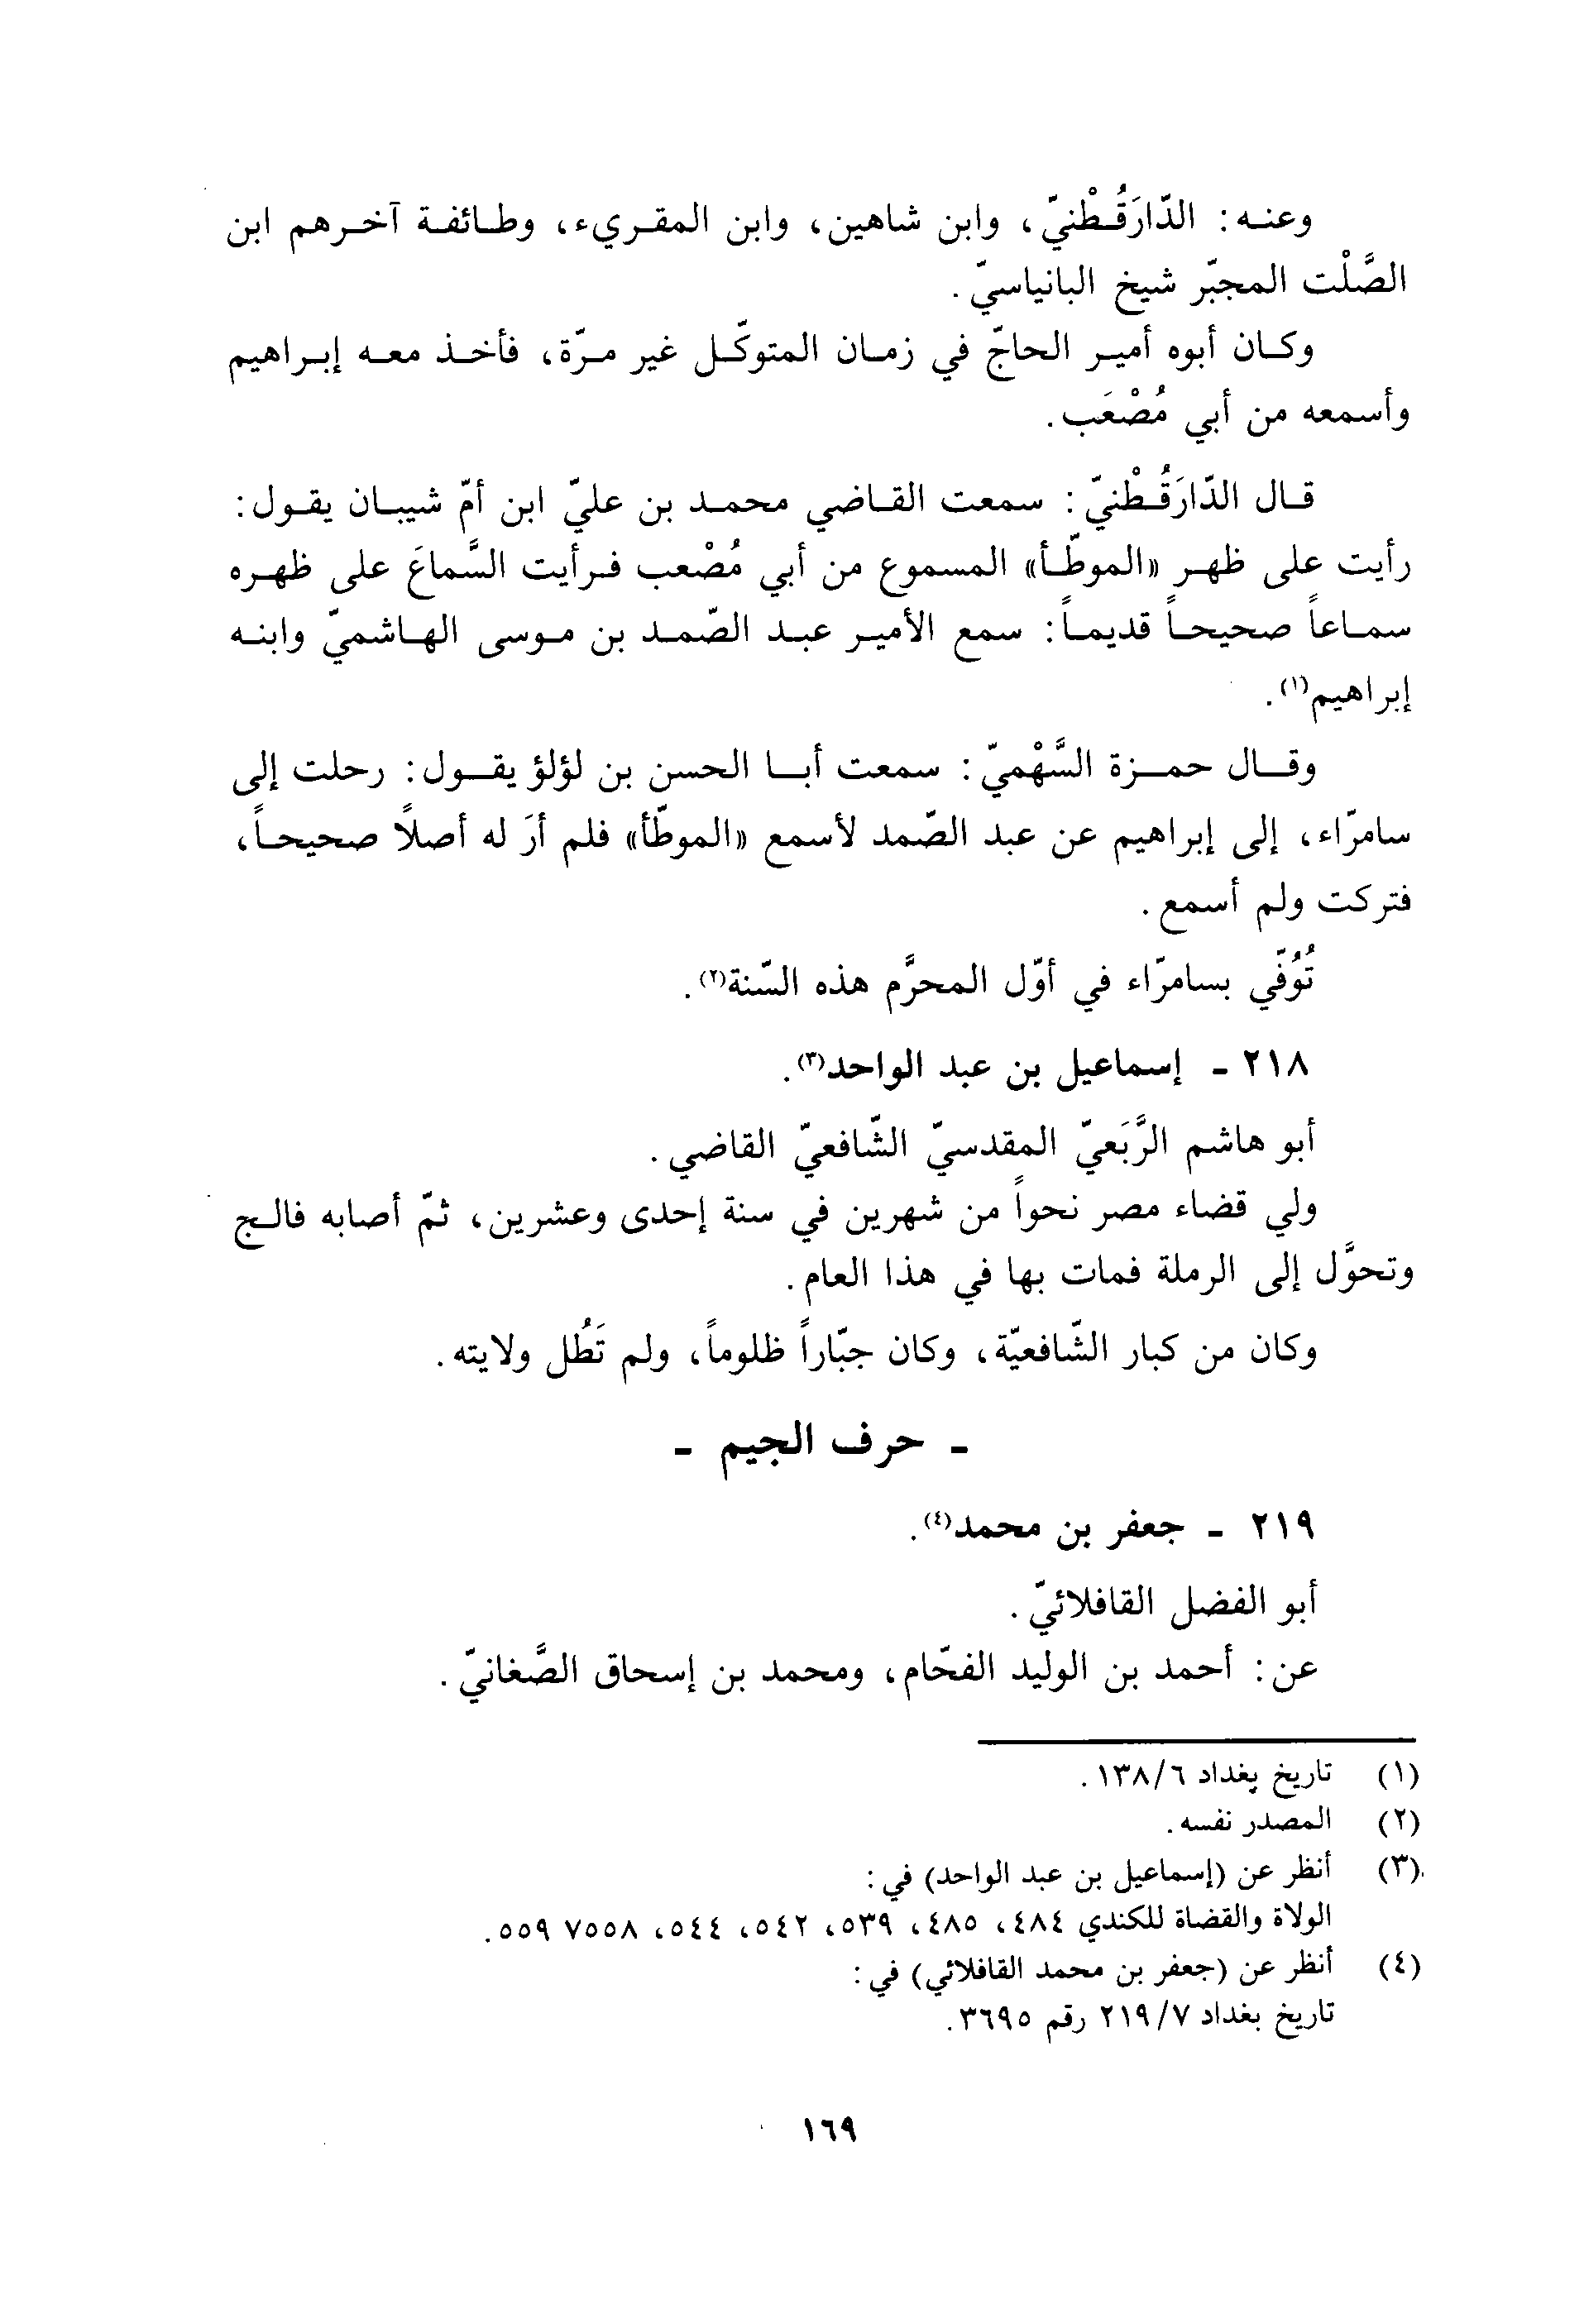 وعنه: الدّارَقُطْنيّ، وابن شاهين، وابن المقريء، وطائفة آخرهم ابن
الصَّلْت المجبّر شيخ البانياسيّ.
وكان أبوه أمير الحاجّ في زمان المتوكّل غير مرّة، فأخذ معه إبراهيم
وأسمعه من أبي مُصْعَب.
قال الدّارَقُطْنيّ: سمعت القاضي محمد بن عليّ ابن أمّ شيبان يقول:
رأيت على ظهر «الموطّأ» المسموع من أبي مُصْعب فرأيت السَّماعَ على ظهره
سماعاً صحيحاً قديماً: سمع الأمير عبد الصّمد بن موسى الهاشميّ وابنه
إبراهيم(١).
وقال حمزة السَّهْميّ: سمعت أبا الحسن بن لؤلؤ يقول: رحلت إلى
سامرّاء، إلى إبراهيم عن عبد الصّمد لأسمع «الموطّأ» فلم أرَ له أصلًا صحيحاً،
فتركت ولم أسمع.
تُوُفّي بسامرّاء في أوّل المحرَّم هذه السّنة(٢).
٢١٨ - إسماعيل بن عبد الواحد(٣).
أبو هاشم الرَّبَعيّ المقدسيّ الشّافعيّ القاضي.
ولي قضاء مصر نحواً من شهرين في سنة إحدى وعشرين، ثمّ أصابه فالج
وتحوَّل إلى الرملة فمات بها في هذا العام.
وكان من كبار الشّافعيّة، وكان جبّاراً ظلوماً، ولم تَطُل ولايته.
- حرف الجيم -
٢١٩ - جعفر بن محمد(٤).
أبو الفضل القافلائيّ.
عن: أحمد بن الوليد الفحّام، ومحمد بن إسحاق الصَّغانيّ.
(١) تاريخ بغداد ٦/١٣٨.
(٢) المصدر نفسه.
(٣) أنظر عن (إسماعيل بن عبد الواحد) في:
الولاة والقضاة للكندي ٤٨٤، ٤٨٥، ٥٣٩، ٥٤٢، ٥٤٤، ٧٥٥٨ ٥٥٩.
(٤) أنظر عن (جعفر بن محمد القافلائي) في:
تاريخ بغداد ٧/٢١٩ رقم ٣٦٩٥.
١٦٩